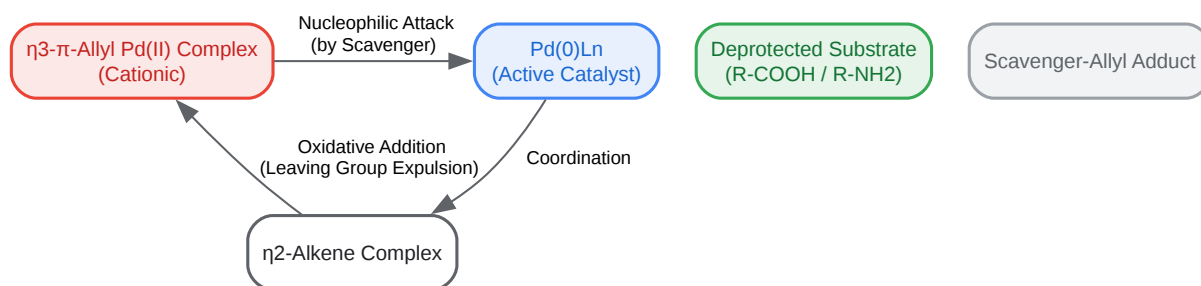 η3-π-Allyl Pd(II) Complex
(Cationic)
Nucleophilic Attack
(by Scavenger)
Pd(0)Ln
(Active Catalyst)
Deprotected Substrate
(R-COOH / R-NH2)
Scavenger-Allyl Adduct
Oxidative Addition
(Leaving Group Expulsion)
Coordination
η2-Alkene Complex